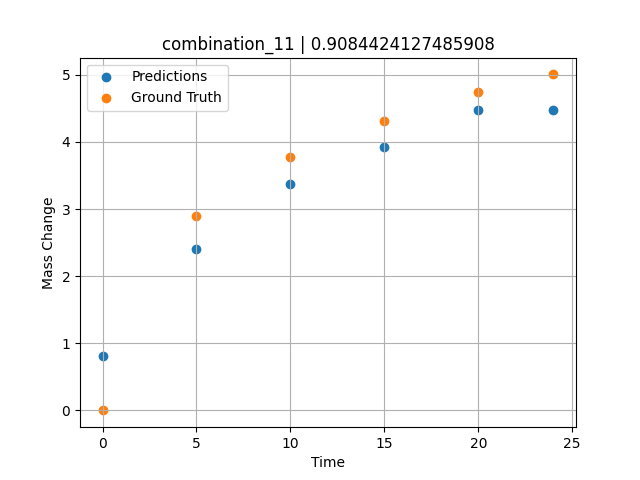 combination_11 | 0.9084424127485908
Predictions
Ground Truth
5
4
3
2
1
0
Mass Change
0 5 10 15 20 25
Time